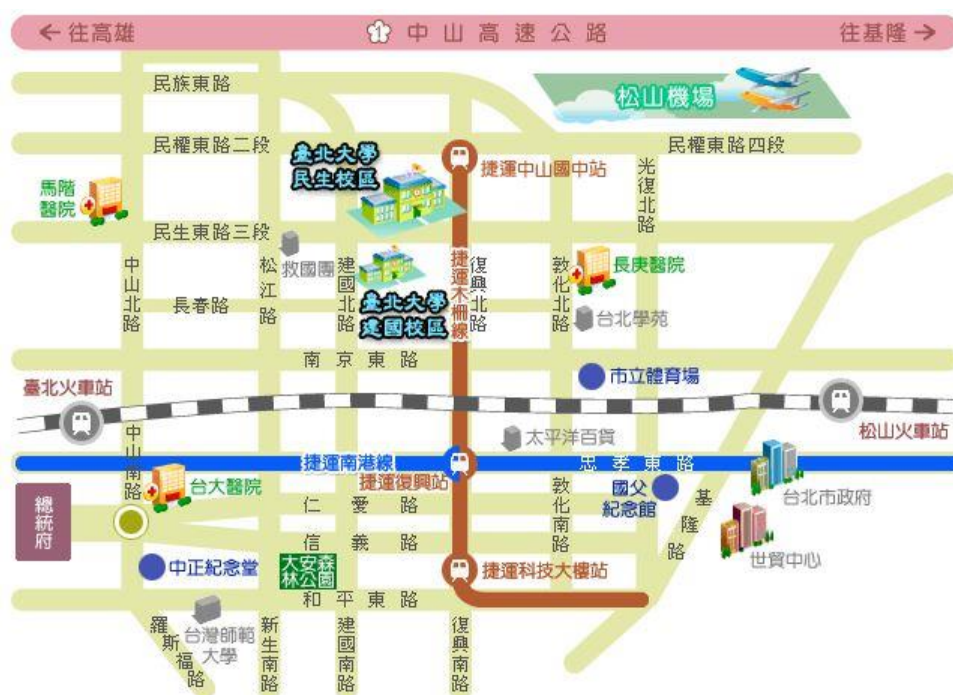 ←往高雄
1 中山高速公路
往基隆→
民族東路
松山機場
民權東路二段
民權東路四段
臺北大學
民生校區
捷運中山國中站
光復北路
馬階
醫院
民生東路三段
救國團
中山北路
松江路
建國北路
捷運木柵線
復興北路
敦化北路
長庚醫院
長春路
臺北大學
建國校區
台北學苑
南京東路
市立體育場
臺北火車站
松山火車站
中山南路
太平洋百貨
捷運南港線
忠孝東路
捷運復興站
台大醫院
國父
紀念館
台北市政府
總統府
仁愛路
敦化南路
基隆路
信義路
世貿中心
中正紀念堂
大安森
林公園
捷運科技大樓站
和平東路
羅斯福路
台灣師範
大學
新生南路
建國南路
復興南路